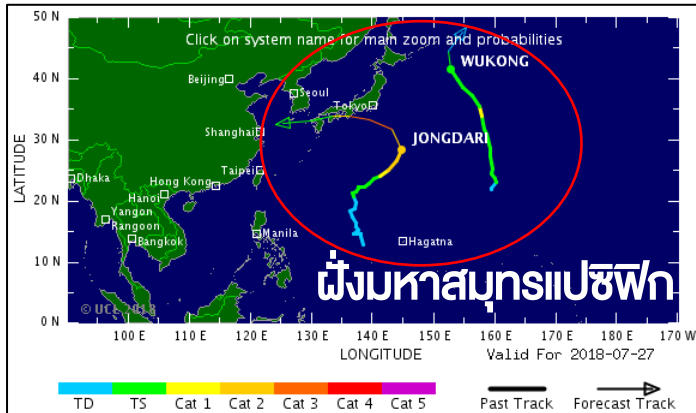 50 N
40 N
30 N
20 N
10 N
0 N
LATITUDE
Click on system name for main zoom and probabilities
WUKONG
Beijing
Seoul
Tokyo
JONGDARI
Shanghai
Taipei
Dhaka
Hong Kong
Hanoi
Yangon
Rangoon
Bangkok
Manila
Hagatna
ฝั่งมหาสมุทรแปซิฟิก
© UCL 2018
100 E 110 E 120 E 130 E 140 E 150 E 160 E 170 E 180 E 170 W
LONGITUDE
Valid For 2018-07-27
TD TS Cat 1 Cat 2 Cat 3 Cat 4 Cat 5
Past Track Forecast Track